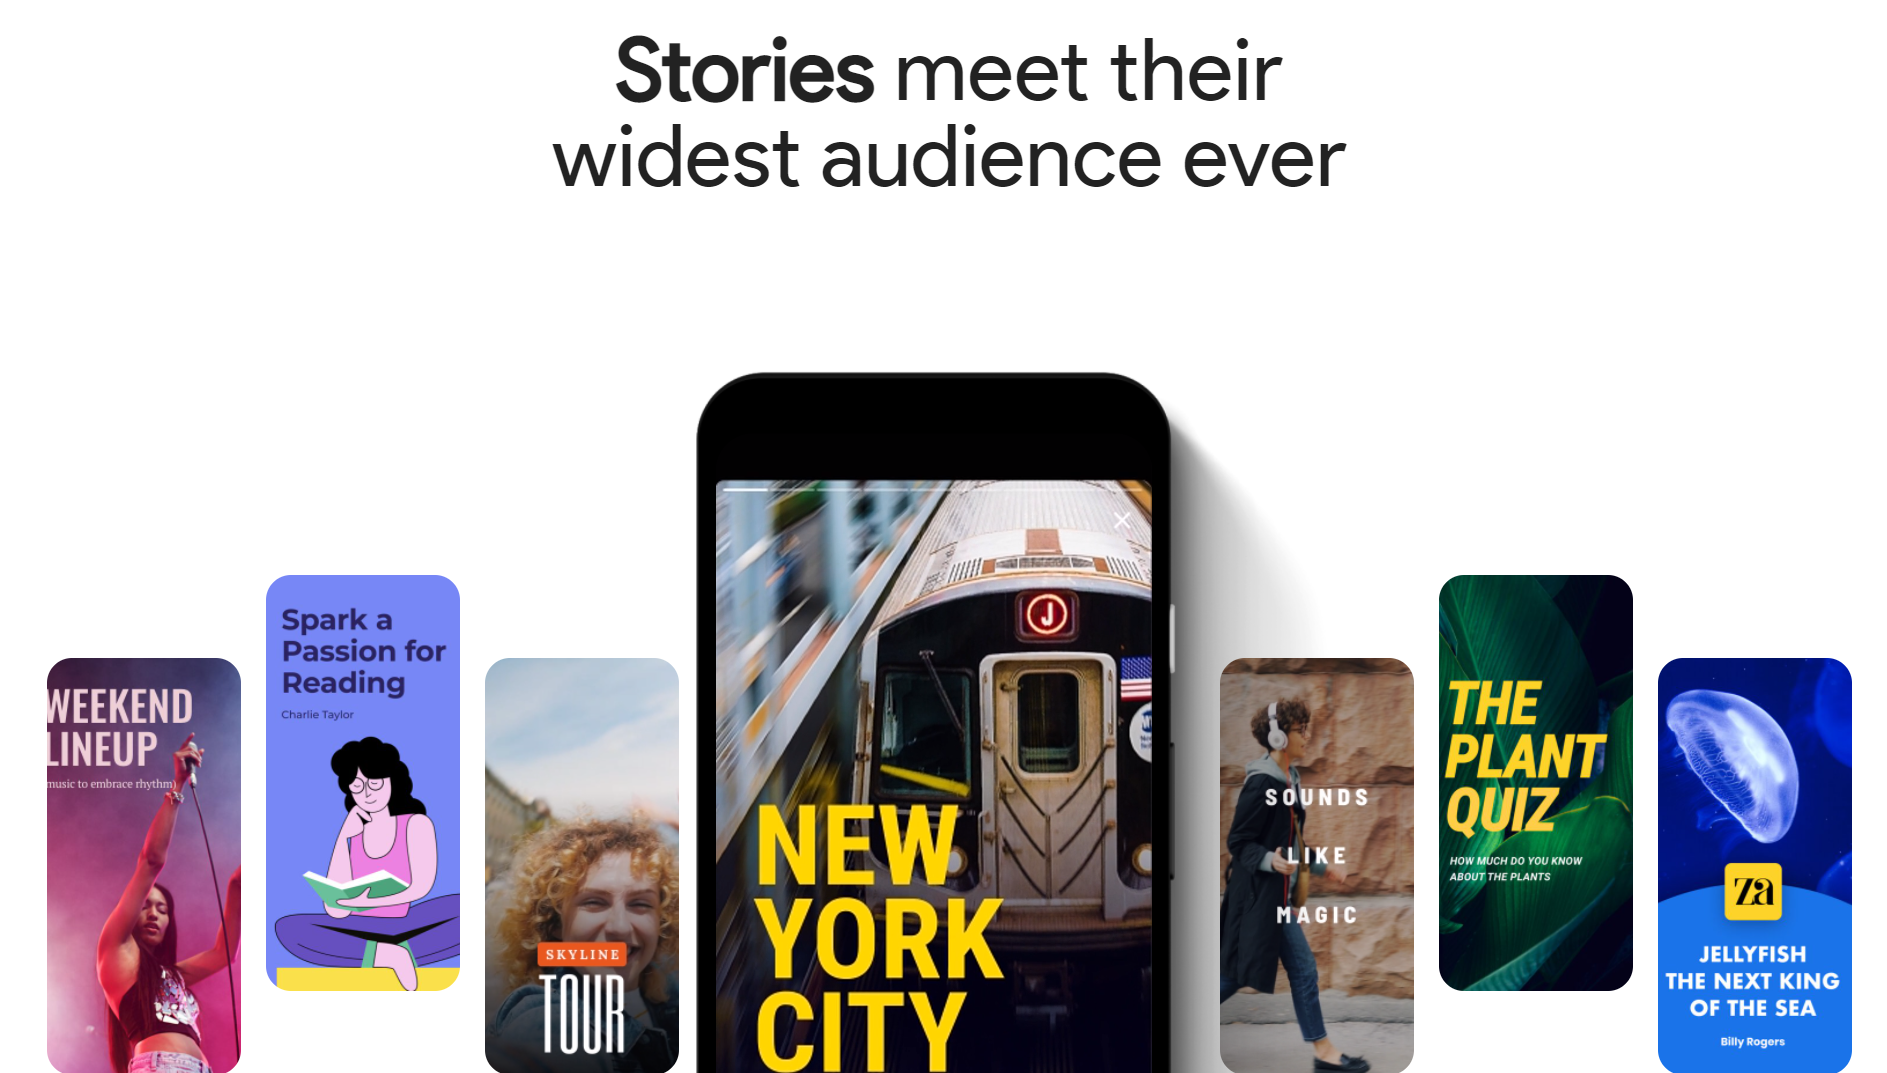 Stories meet their
widest audience ever
WEEKEND
LINEUP
music to embrace rhythm)
Spark a
Passion for
Reading
Charlie Taylor
SKYLINE
TOUR
J
NEW
YORK
CITY
SOUNDS
LIKE
MAGIC
THE
PLANT
QUIZ
HOW MUCH DO YOU KNOW
ABOUT THE PLANTS
za
JELLYFISH
THE NEXT KING
OF THE SEA
Billy Rogers